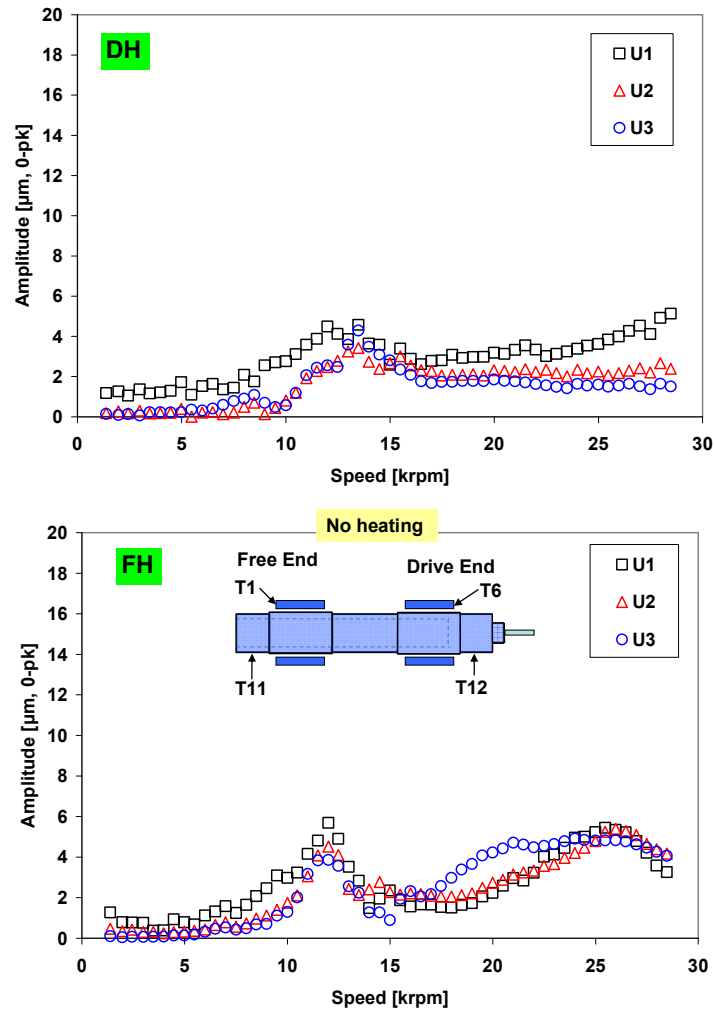 20
18
16
14
12
10
8
6
4
2
0
Amplitude [µm, 0-pk]
DH
U1
U2
U3
0 5 10 15 20 25 30
Speed [krpm]
No heating
20
18
16
14
12
10
8
6
4
2
0
Amplitude [µm, 0-pk]
FH
Free End
Drive End
T1
T6
T11
T12
U1
U2
U3
0 5 10 15 20 25 30
Speed [krpm]